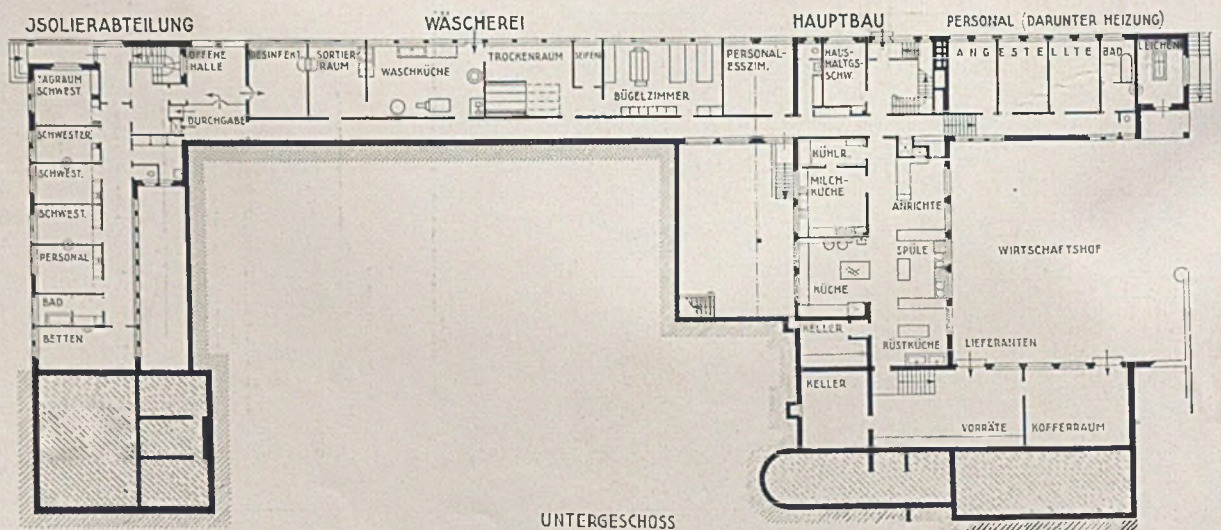 JSOLIERABTEILUNG
WÄSCHEREI
HAUPTBAU
PERSONAL (DARUNTER HEIZUNG)
OFFENE
HALLE
DESINFEKT.
SORTIER-
RAUM
WASCHKÜCHE
TROCKENRAUM
SEIFEN
BÜGELZIMMER
PERSONAL-
ESSZIM.
HAUS-
HALTGS-
SCHW.
ANGESTELLTE
BAD
LEICHEN
TAGRAUM
SCHWEST.
DURCHGABE
SCHWESTER
SCHWEST.
SCHWEST.
PERSONAL
BAD
BETTEN
KÜHLR.
MILCH-
KÜCHE
ANRICHTE
SPÜLE
WIRTSCHAFTSHOF
KÜCHE
KELLER
RÜSTKÜCHE
LIEFERANTEN
KELLER
VORRÄTE
KOFFERRAUM
UNTERGESCHOSS